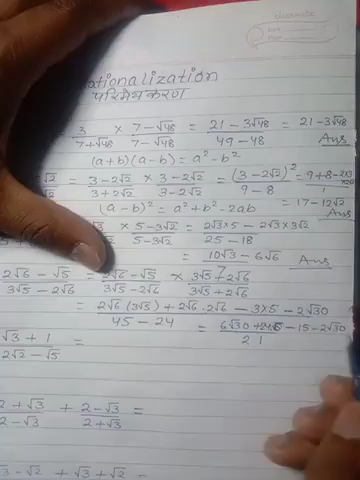 ationalization
परिमेयकरण
3/(7+√48) × (7-√48)/(7-√48) = (21-3√48)/(49-48) = (21-3√48)/1 Ans
(a+b)(a-b) = a²-b²
2√2 = (3-2√2)/(3+2√2) × (3-2√2)/(3-2√2) = (3-2√2)²/(9-8) =
(a-b)² = a²+b²-2ab = 17-12√2 Ans
√3 × (5-3√2)/(5-3√2) = (2√3×5 - 2√3×3√2)/(25-18)
= (10√3-6√6)/7 Ans
(2√6-√5)/(3√5-2√6) = (2√6-√5)/(3√5-2√6) × (3√5+2√6)/(3√5+2√6)
= (2√6(3√5)+2√6·2√6-3×5-2√30)/(45-24) = (6√30+24-15-2√30)/21
(√3+1)/(2√2-√5) =
(2+√3)/(2-√3) + (2-√3)/(2+√3) =
√3-√2 + √3+√2 =